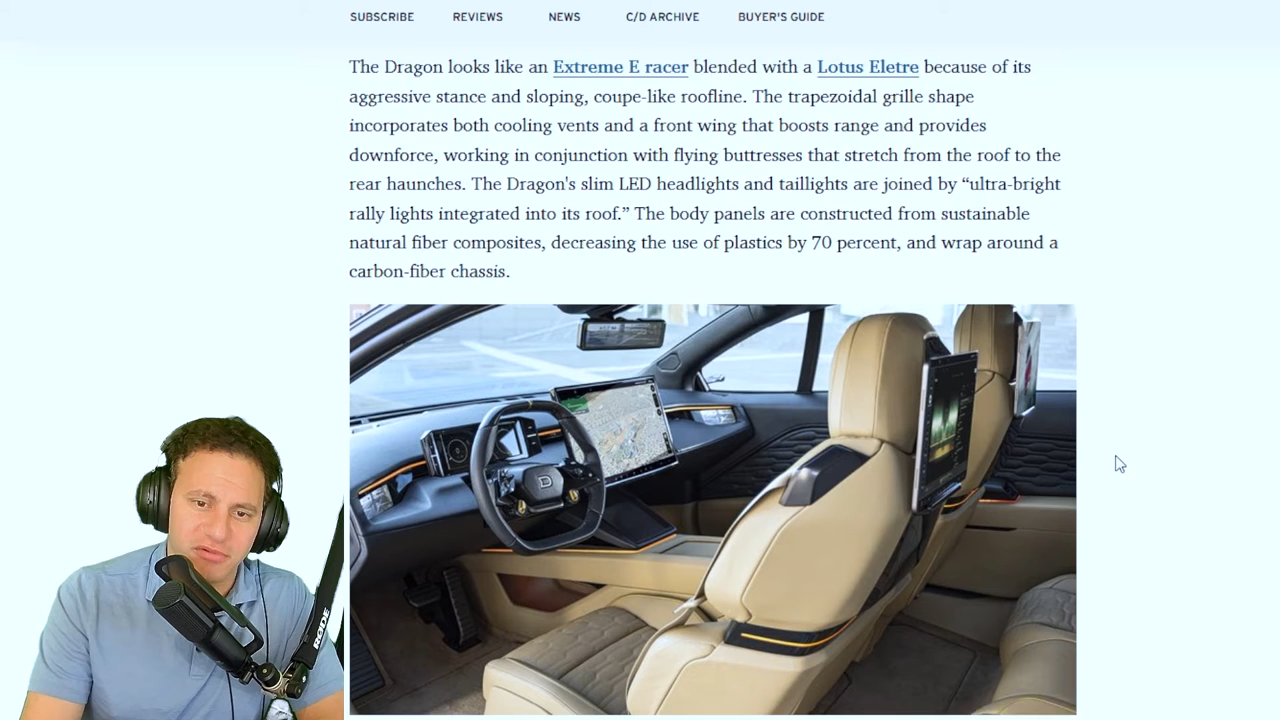 SUBSCRIBE REVIEWS NEWS C/D ARCHIVE BUYER'S GUIDE
The Dragon looks like an Extreme E racer blended with a Lotus Eletre because of its
aggressive stance and sloping, coupe-like roofline. The trapezoidal grille shape
incorporates both cooling vents and a front wing that boosts range and provides
downforce, working in conjunction with flying buttresses that stretch from the roof to the
rear haunches. The Dragon's slim LED headlights and taillights are joined by “ultra-bright
rally lights integrated into its roof.” The body panels are constructed from sustainable
natural fiber composites, decreasing the use of plastics by 70 percent, and wrap around a
carbon-fiber chassis.
D
RØDE